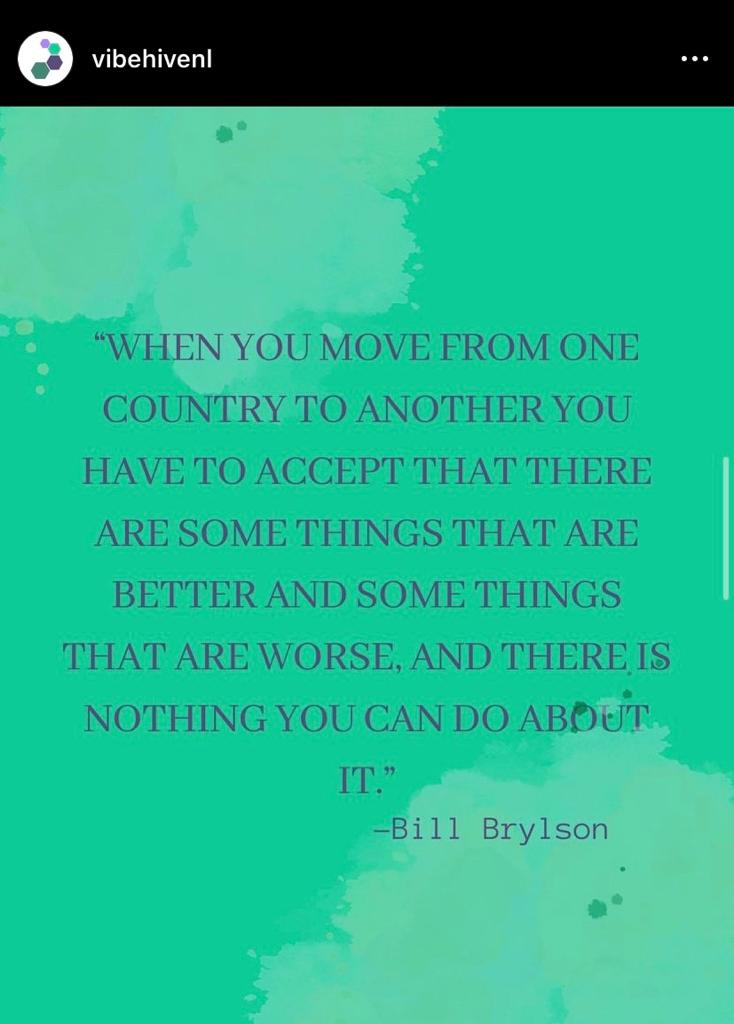 vibehivenl
“WHEN YOU MOVE FROM ONE
COUNTRY TO ANOTHER YOU
HAVE TO ACCEPT THAT THERE
ARE SOME THINGS THAT ARE
BETTER AND SOME THINGS
THAT ARE WORSE, AND THERE IS
NOTHING YOU CAN DO ABOUT
IT.”
—Bill Brylson